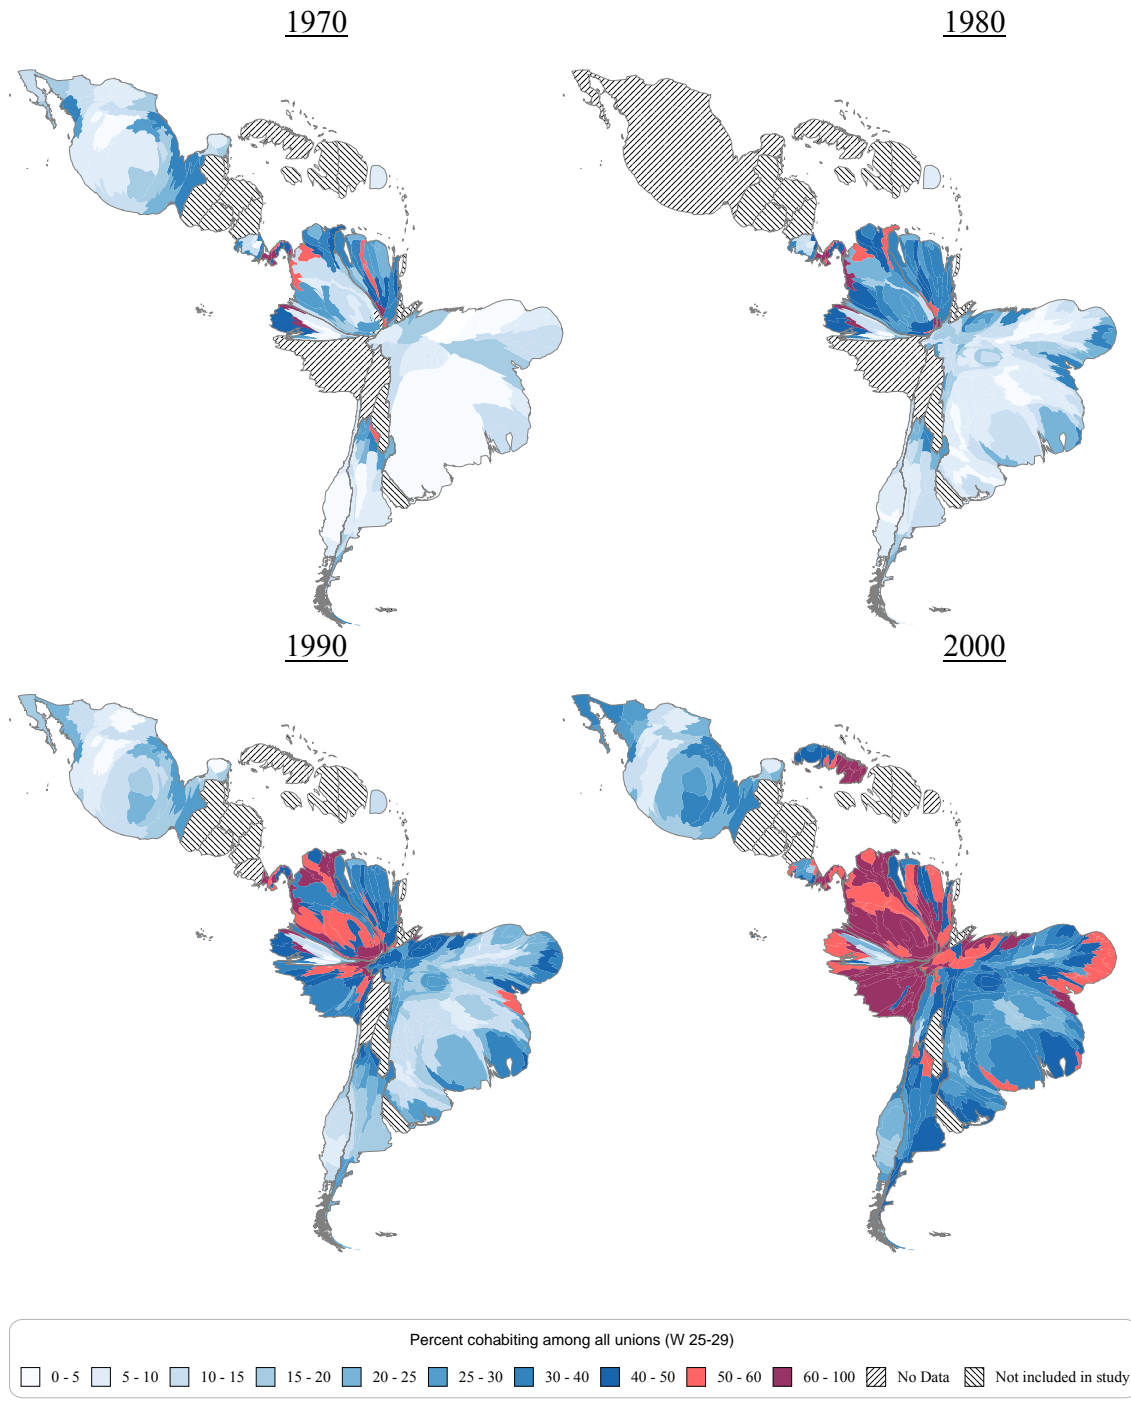 1970
1980
1990
2000
Percent cohabiting among all unions (W 25-29)
0 - 5 5 - 10 10 - 15 15 - 20 20 - 25 25 - 30 30 - 40 40 - 50 50 - 60 60 - 100 No Data Not included in study